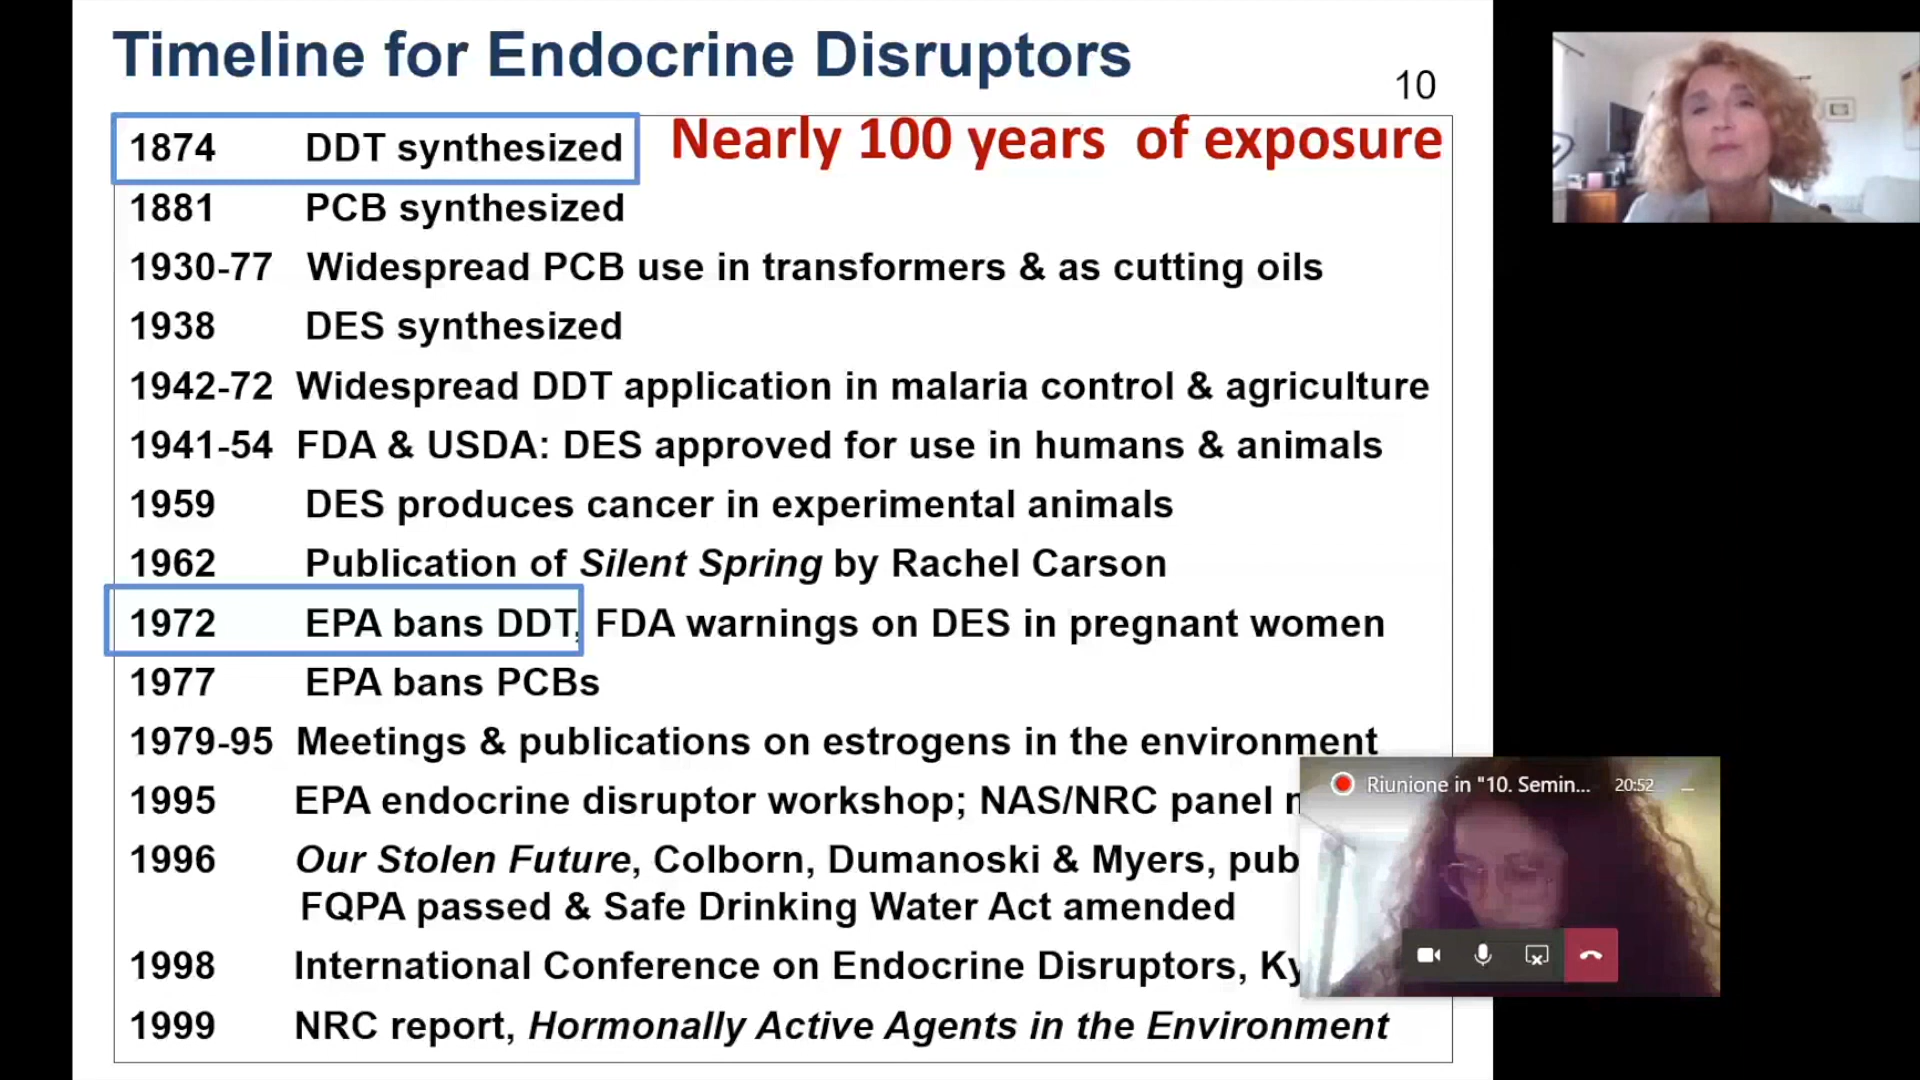 Timeline for Endocrine Disruptors
10
1874 DDT synthesized
Nearly 100 years of exposure
1881 PCB synthesized
1930-77 Widespread PCB use in transformers & as cutting oils
1938 DES synthesized
1942-72 Widespread DDT application in malaria control & agriculture
1941-54 FDA & USDA: DES approved for use in humans & animals
1959 DES produces cancer in experimental animals
1962 Publication of Silent Spring by Rachel Carson
1972 EPA bans DDT, FDA warnings on DES in pregnant women
1977 EPA bans PCBs
1979-95 Meetings & publications on estrogens in the environment
1995 EPA endocrine disruptor workshop; NAS/NRC panel
1996 Our Stolen Future, Colborn, Dumanoski & Myers, pub
FQPA passed & Safe Drinking Water Act amended
1998 International Conference on Endocrine Disruptors, Ky
1999 NRC report, Hormonally Active Agents in the Environment
Riunione in "10. Semin... 20:52